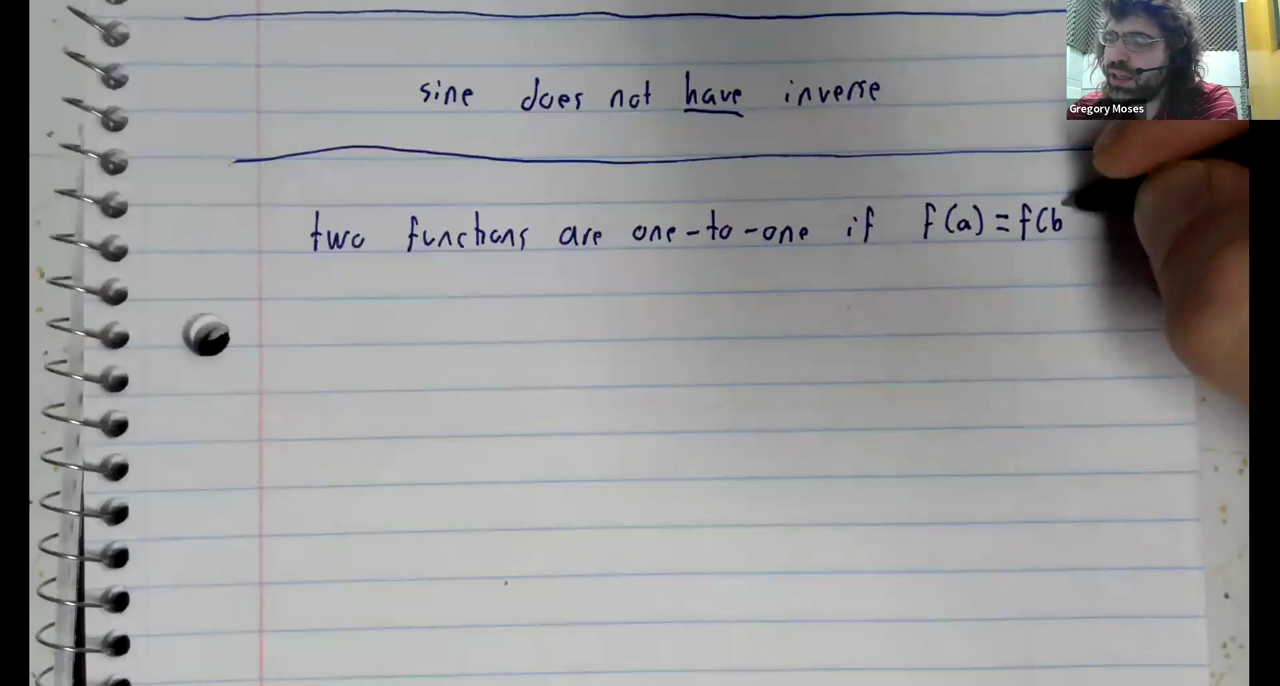 Gregory Moses
sine does not have inverse
two functions are one-to-one if f(a)=f(b